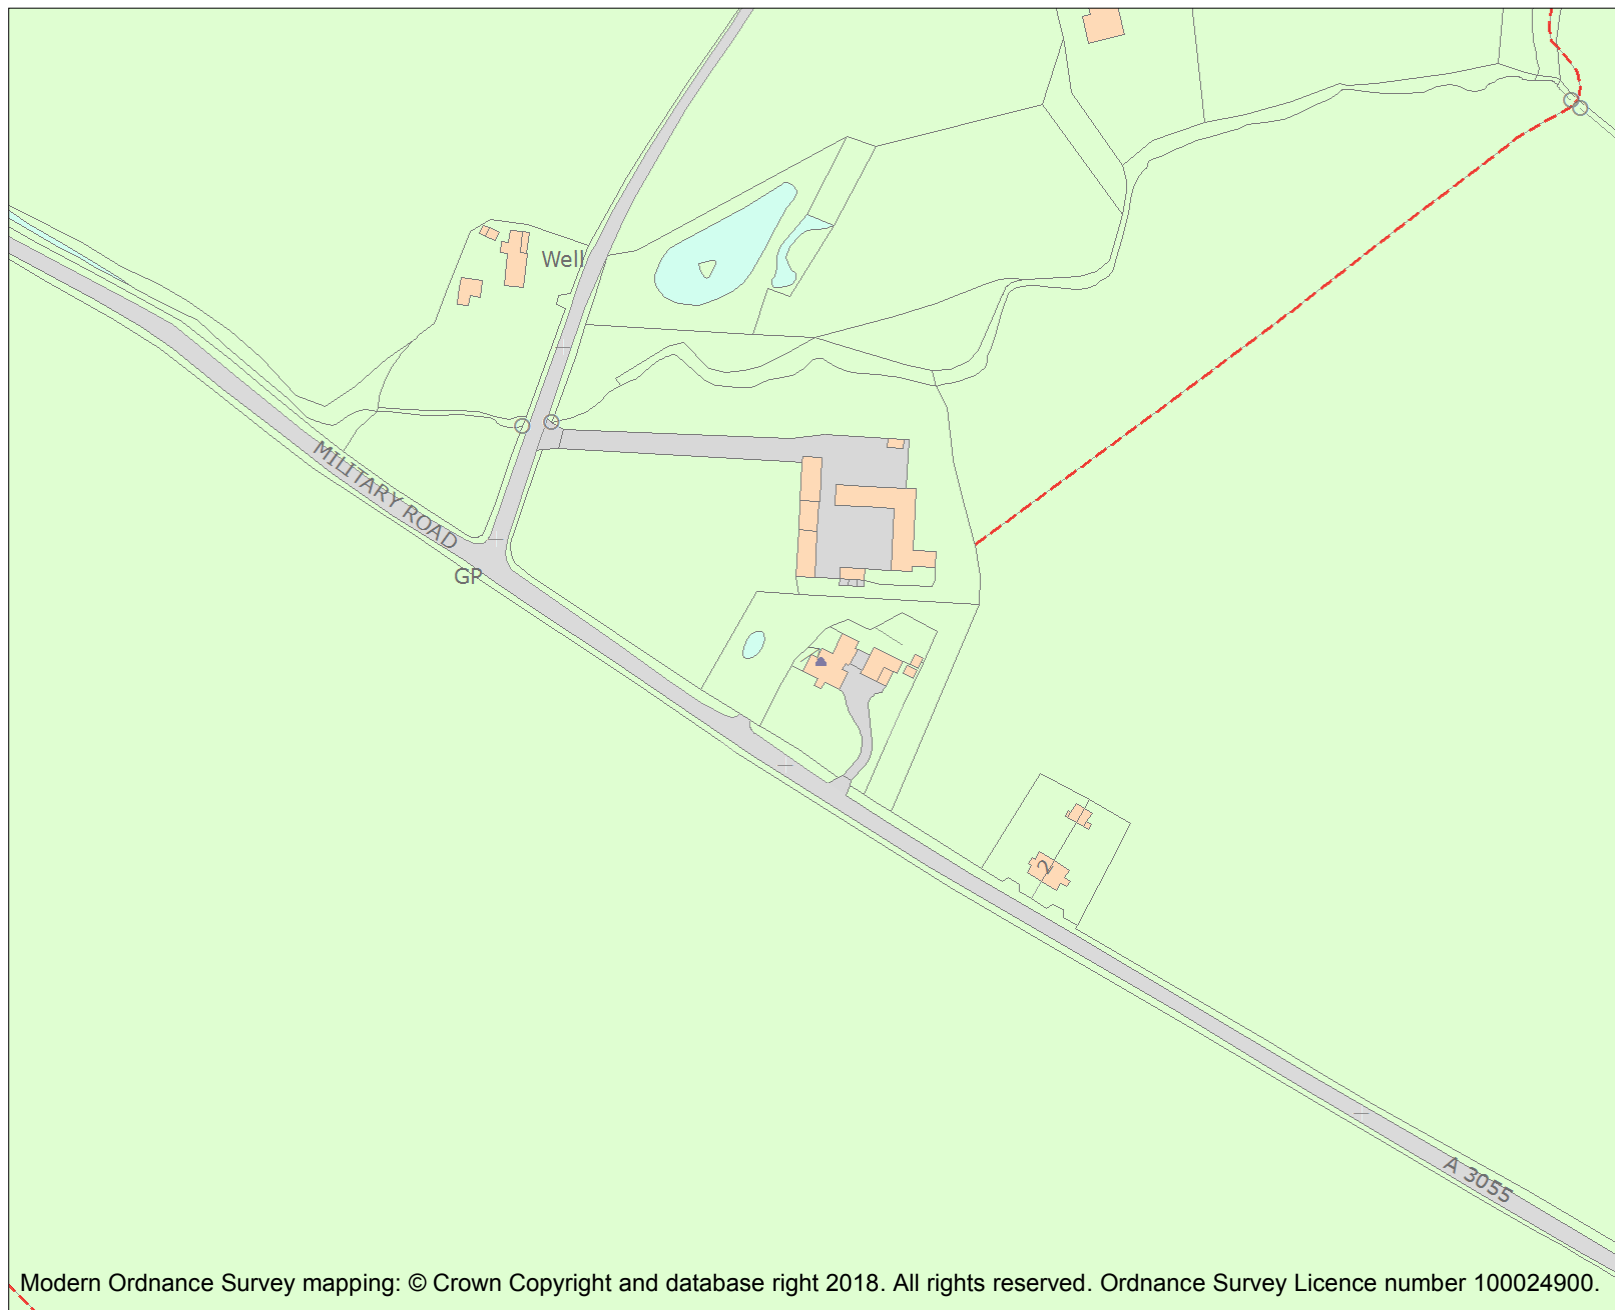 Well
MILITARY ROAD
GP
2
A 3055
Modern Ordnance Survey mapping: © Crown Copyright and database right 2018. All rights reserved. Ordnance Survey Licence number 100024900.